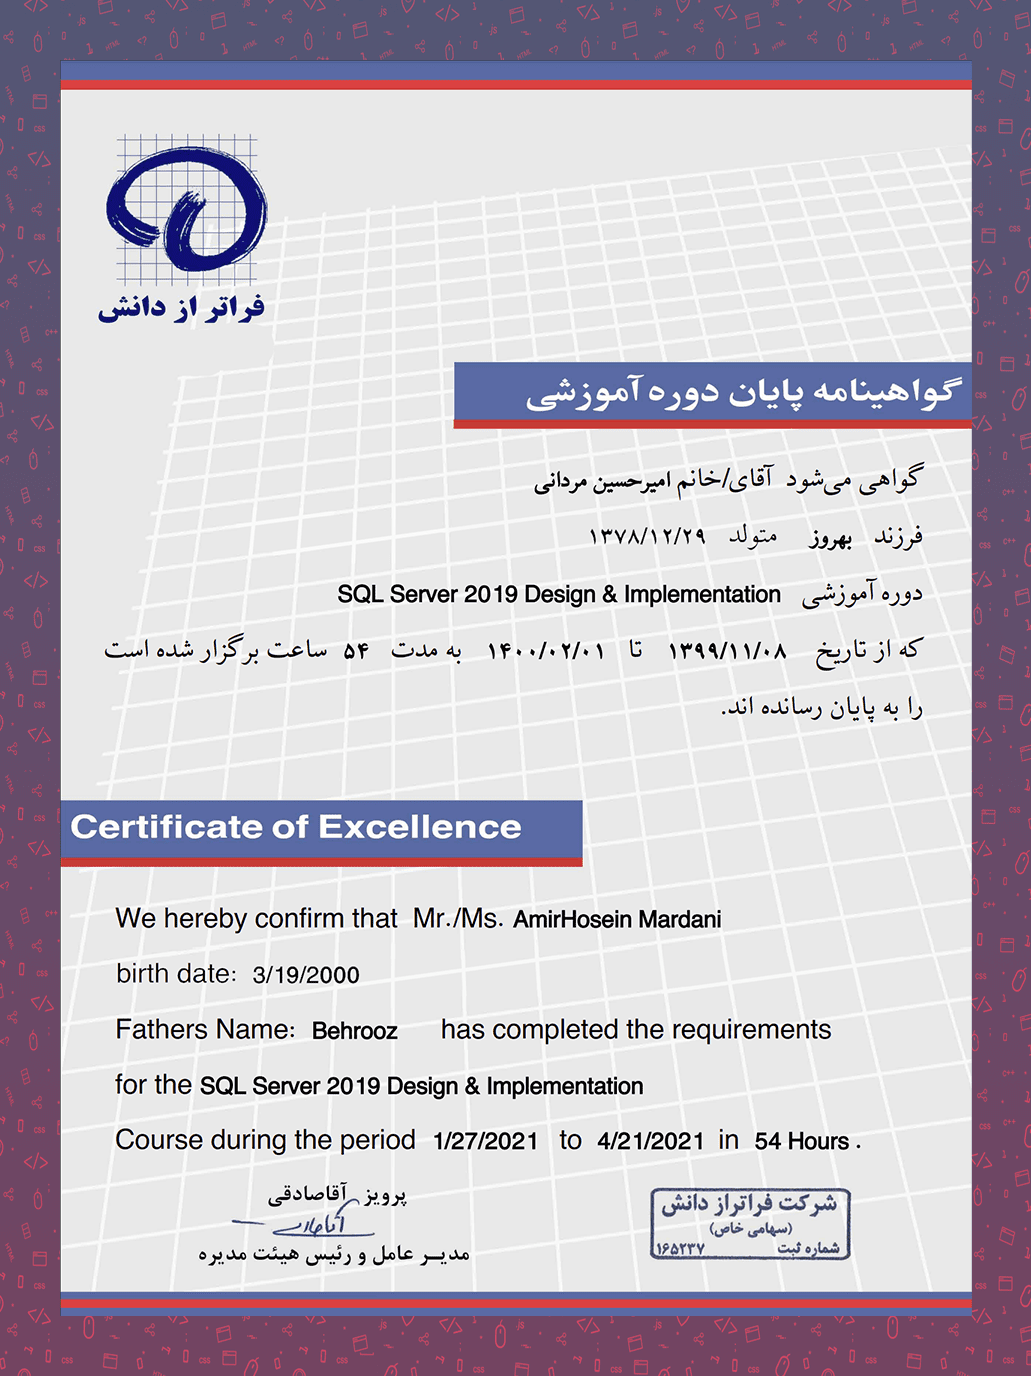 فراتر از دانش
گواهینامه پایان دوره آموزشی
گواهی می‌شود آقای/خانم امیرحسین مردانی
فرزند بهروز متولد ۱۳۷۸/۱۲/۲۹
دوره آموزشی SQL Server 2019 Design & Implementation
که از تاریخ ۱۳۹۹/۱۱/۰۸ تا ۱۴۰۰/۰۲/۰۱ به مدت ۵۴ ساعت برگزار شده است
را به پایان رسانده اند.
Certificate of Excellence
We hereby confirm that Mr./Ms. AmirHosein Mardani
birth date: 3/19/2000
Fathers Name: Behrooz has completed the requirements
for the SQL Server 2019 Design & Implementation
Course during the period 1/27/2021 to 4/21/2021 in 54 Hours .
پرویز آقاصادقی
مدیر عامل و رئیس هیئت مدیره
شرکت فراتراز دانش
(سهامی خاص)
شماره ثبت ۱۶۵۲۳۷